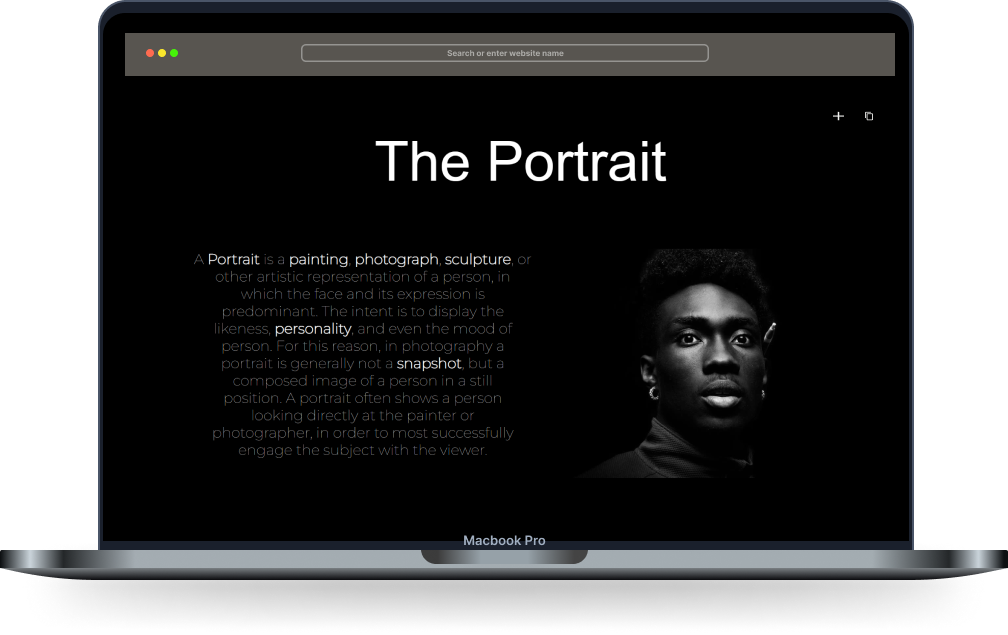 Search or enter website name
The Portrait
A Portrait is a painting, photograph, sculpture, or
other artistic representation of a person, in
which the face and its expression is
predominant. The intent is to display the
likeness, personality, and even the mood of
person. For this reason, in photography a
portrait is generally not a snapshot, but a
composed image of a person in a still
position. A portrait often shows a person
looking directly at the painter or
photographer, in order to most successfully
engage the subject with the viewer.
Macbook Pro